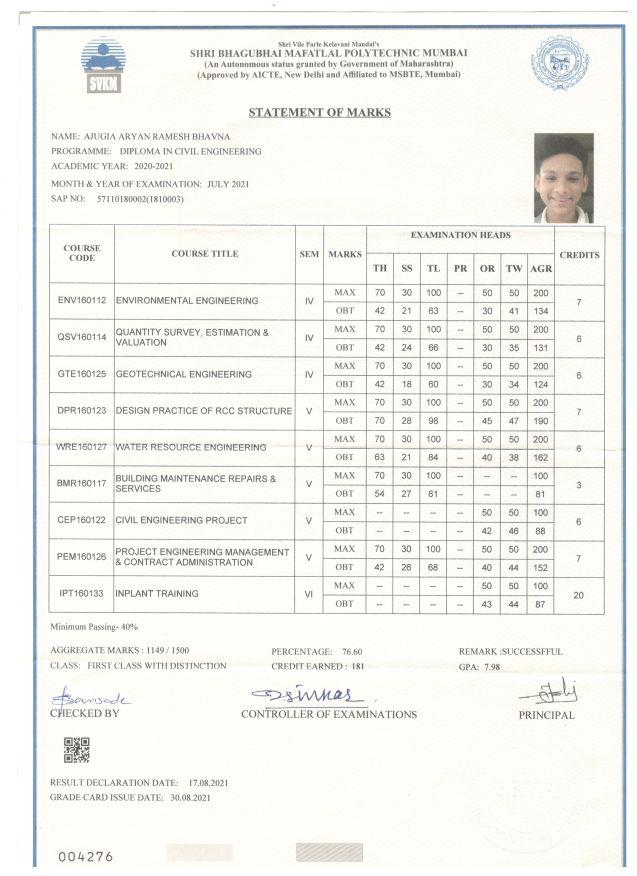 Shri Vile Parle Kelavani Mandal's
SHRI BHAGUBHAI MAFATLAL POLYTECHNIC MUMBAI
(An Autonomous status granted by Government of Maharashtra)
(Approved by AICTE, New Delhi and Affiliated to MSBTE, Mumbai)
SVKM
STATEMENT OF MARKS
NAME: AJUGIA ARYAN RAMESH BHAVNA
PROGRAMME: DIPLOMA IN CIVIL ENGINEERING
ACADEMIC YEAR: 2020-2021
MONTH & YEAR OF EXAMINATION: JULY 2021
SAP NO: 57110180002(1810003)
COURSE CODE COURSE TITLE SEM MARKS EXAMINATION HEADS CREDITS
TH SS TL PR OR TW AGR
ENV160112 ENVIRONMENTAL ENGINEERING IV MAX 70 30 100 -- 50 50 200 7
OBT 42 21 63 -- 30 41 134
QSV160114 QUANTITY SURVEY, ESTIMATION & VALUATION IV MAX 70 30 100 -- 50 50 200 6
OBT 42 24 66 -- 30 35 131
GTE160125 GEOTECHNICAL ENGINEERING IV MAX 70 30 100 -- 50 50 200 6
OBT 42 18 60 -- 30 34 124
DPR160123 DESIGN PRACTICE OF RCC STRUCTURE V MAX 70 30 100 -- 50 50 200 7
OBT 70 28 98 -- 45 47 190
WRE160127 WATER RESOURCE ENGINEERING V MAX 70 30 100 -- 50 50 200 6
OBT 63 21 84 -- 40 38 162
BMR160117 BUILDING MAINTENANCE REPAIRS & SERVICES V MAX 70 30 100 -- -- -- 100 3
OBT 54 27 81 -- -- -- 81
CEP160122 CIVIL ENGINEERING PROJECT V MAX -- -- -- -- 50 50 100 6
OBT -- -- -- -- 42 46 88
PEM160126 PROJECT ENGINEERING MANAGEMENT & CONTRACT ADMINISTRATION V MAX 70 30 100 -- 50 50 200 7
OBT 42 26 68 -- 40 44 152
IPT160133 INPLANT TRAINING VI MAX -- -- -- -- 50 50 100 20
OBT -- -- -- -- 43 44 87
Minimum Passing- 40%
AGGREGATE MARKS : 1149 / 1500 PERCENTAGE: 76.60 REMARK :SUCCESSFFUL
CLASS: FIRST CLASS WITH DISTINCTION CREDIT EARNED : 181 GPA: 7.98
CHECKED BY CONTROLLER OF EXAMINATIONS PRINCIPAL
RESULT DECLARATION DATE: 17.08.2021
GRADE CARD ISSUE DATE: 30.08.2021
004276